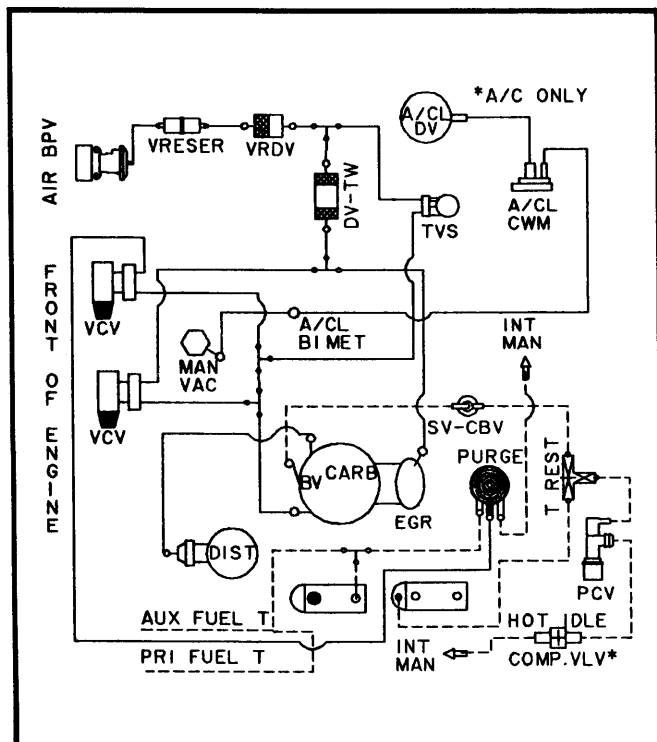 *A/C ONLY
A/CL
DV
AIR BPV
VRESER
VRDV
DV-TW
TVS
A/CL
CWM
FRONT OF ENGINE
VCV
A/CL
BIMET
INT
MAN
MAN
VAC
VCV
SV-CBV
BV
CARB
PURGE
T REST
EGR
DIST
PCV
AUX FUEL T
HOT IDLE
PRI FUEL T
INT
MAN
COMP. VLV*